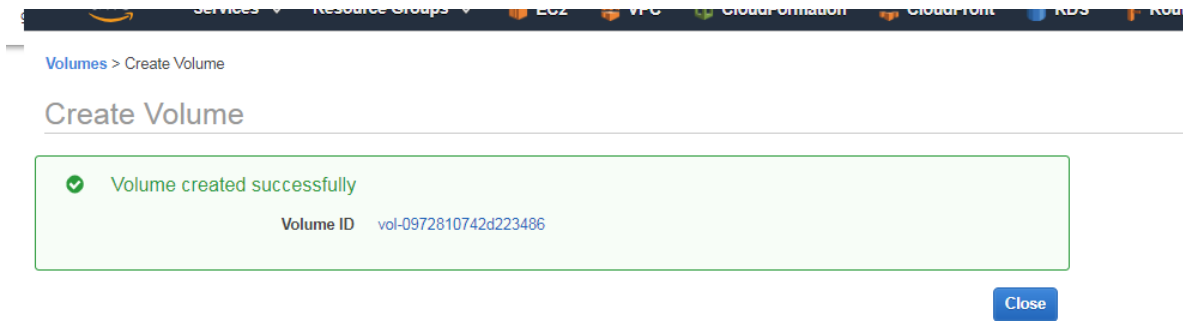 Services Resource Groups EC2 VPC CloudFormation CloudFront RDS
Volumes > Create Volume
Create Volume
Volume created successfully
Volume ID vol-0972810742d223486
Close